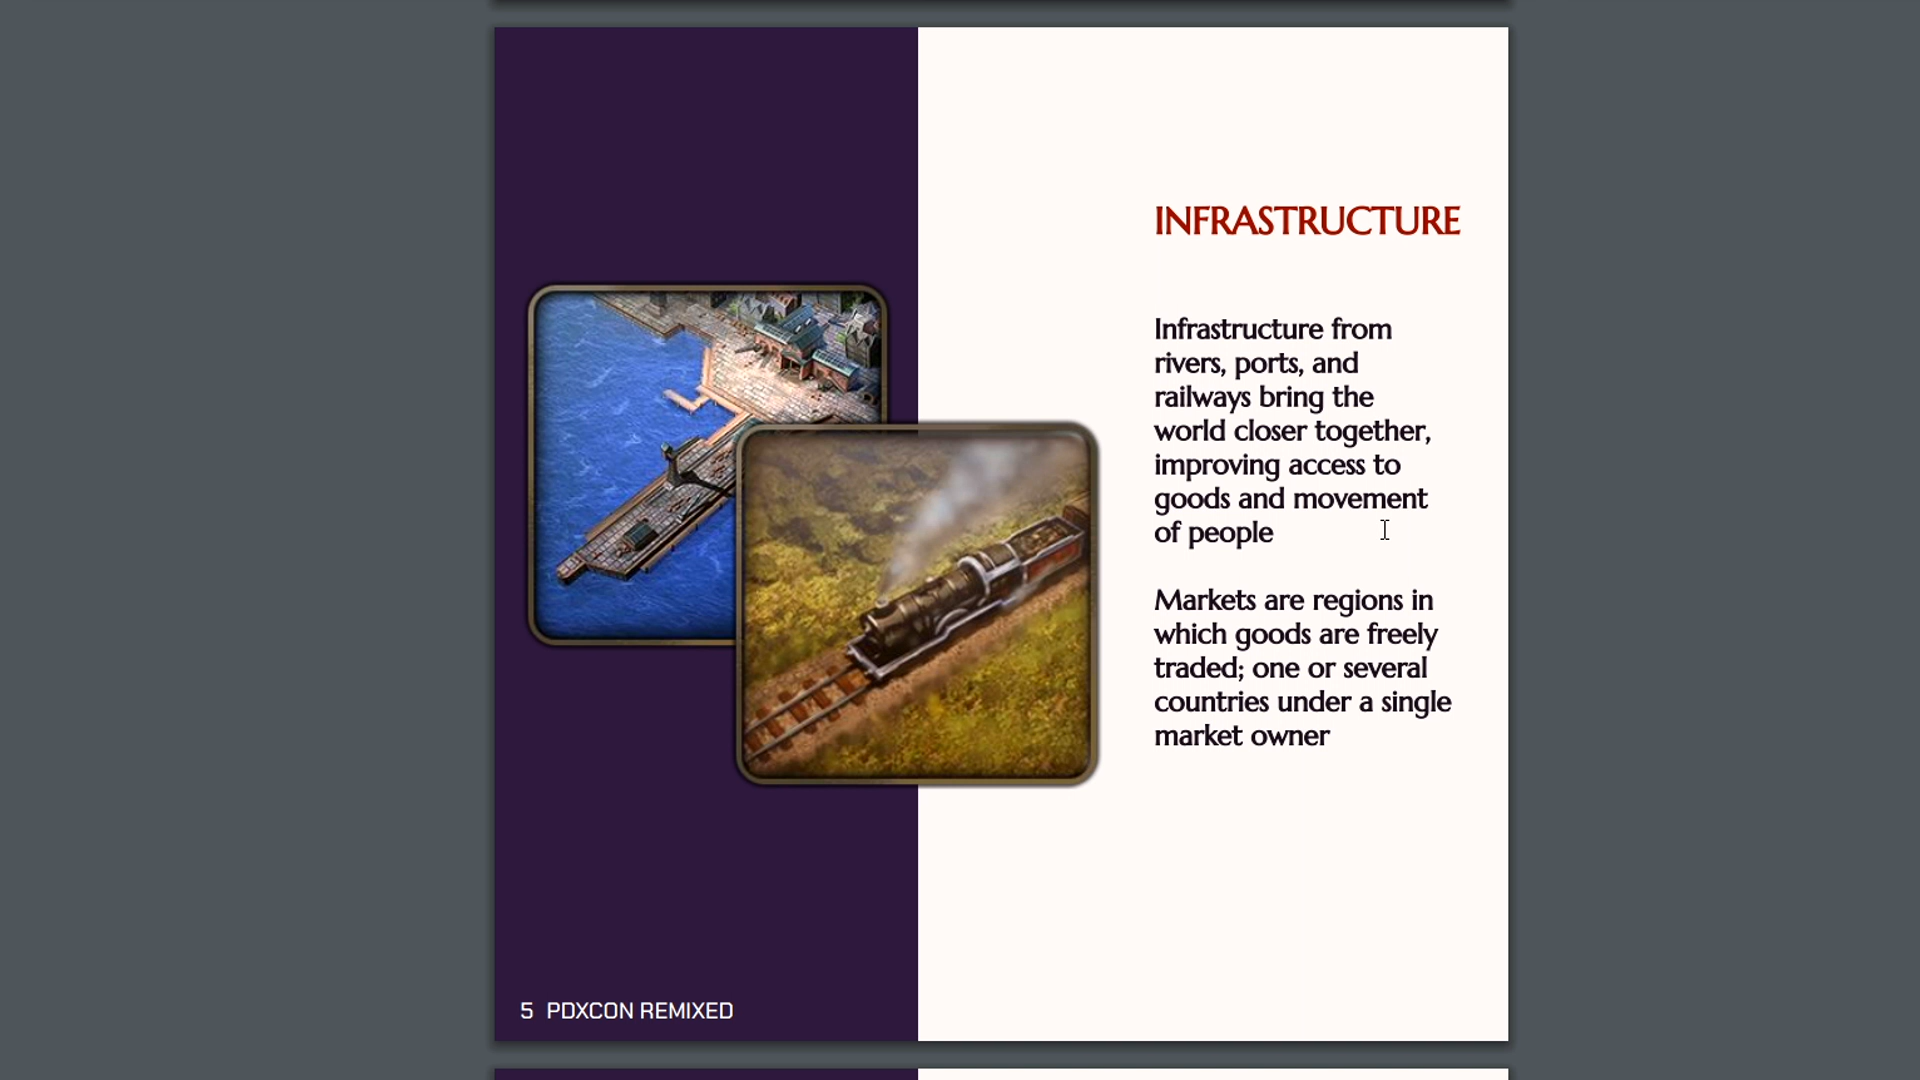 INFRASTRUCTURE
Infrastructure from
rivers, ports, and
railways bring the
world closer together,
improving access to
goods and movement
of people
Markets are regions in
which goods are freely
traded; one or several
countries under a single
market owner
5 PDXCON REMIXED